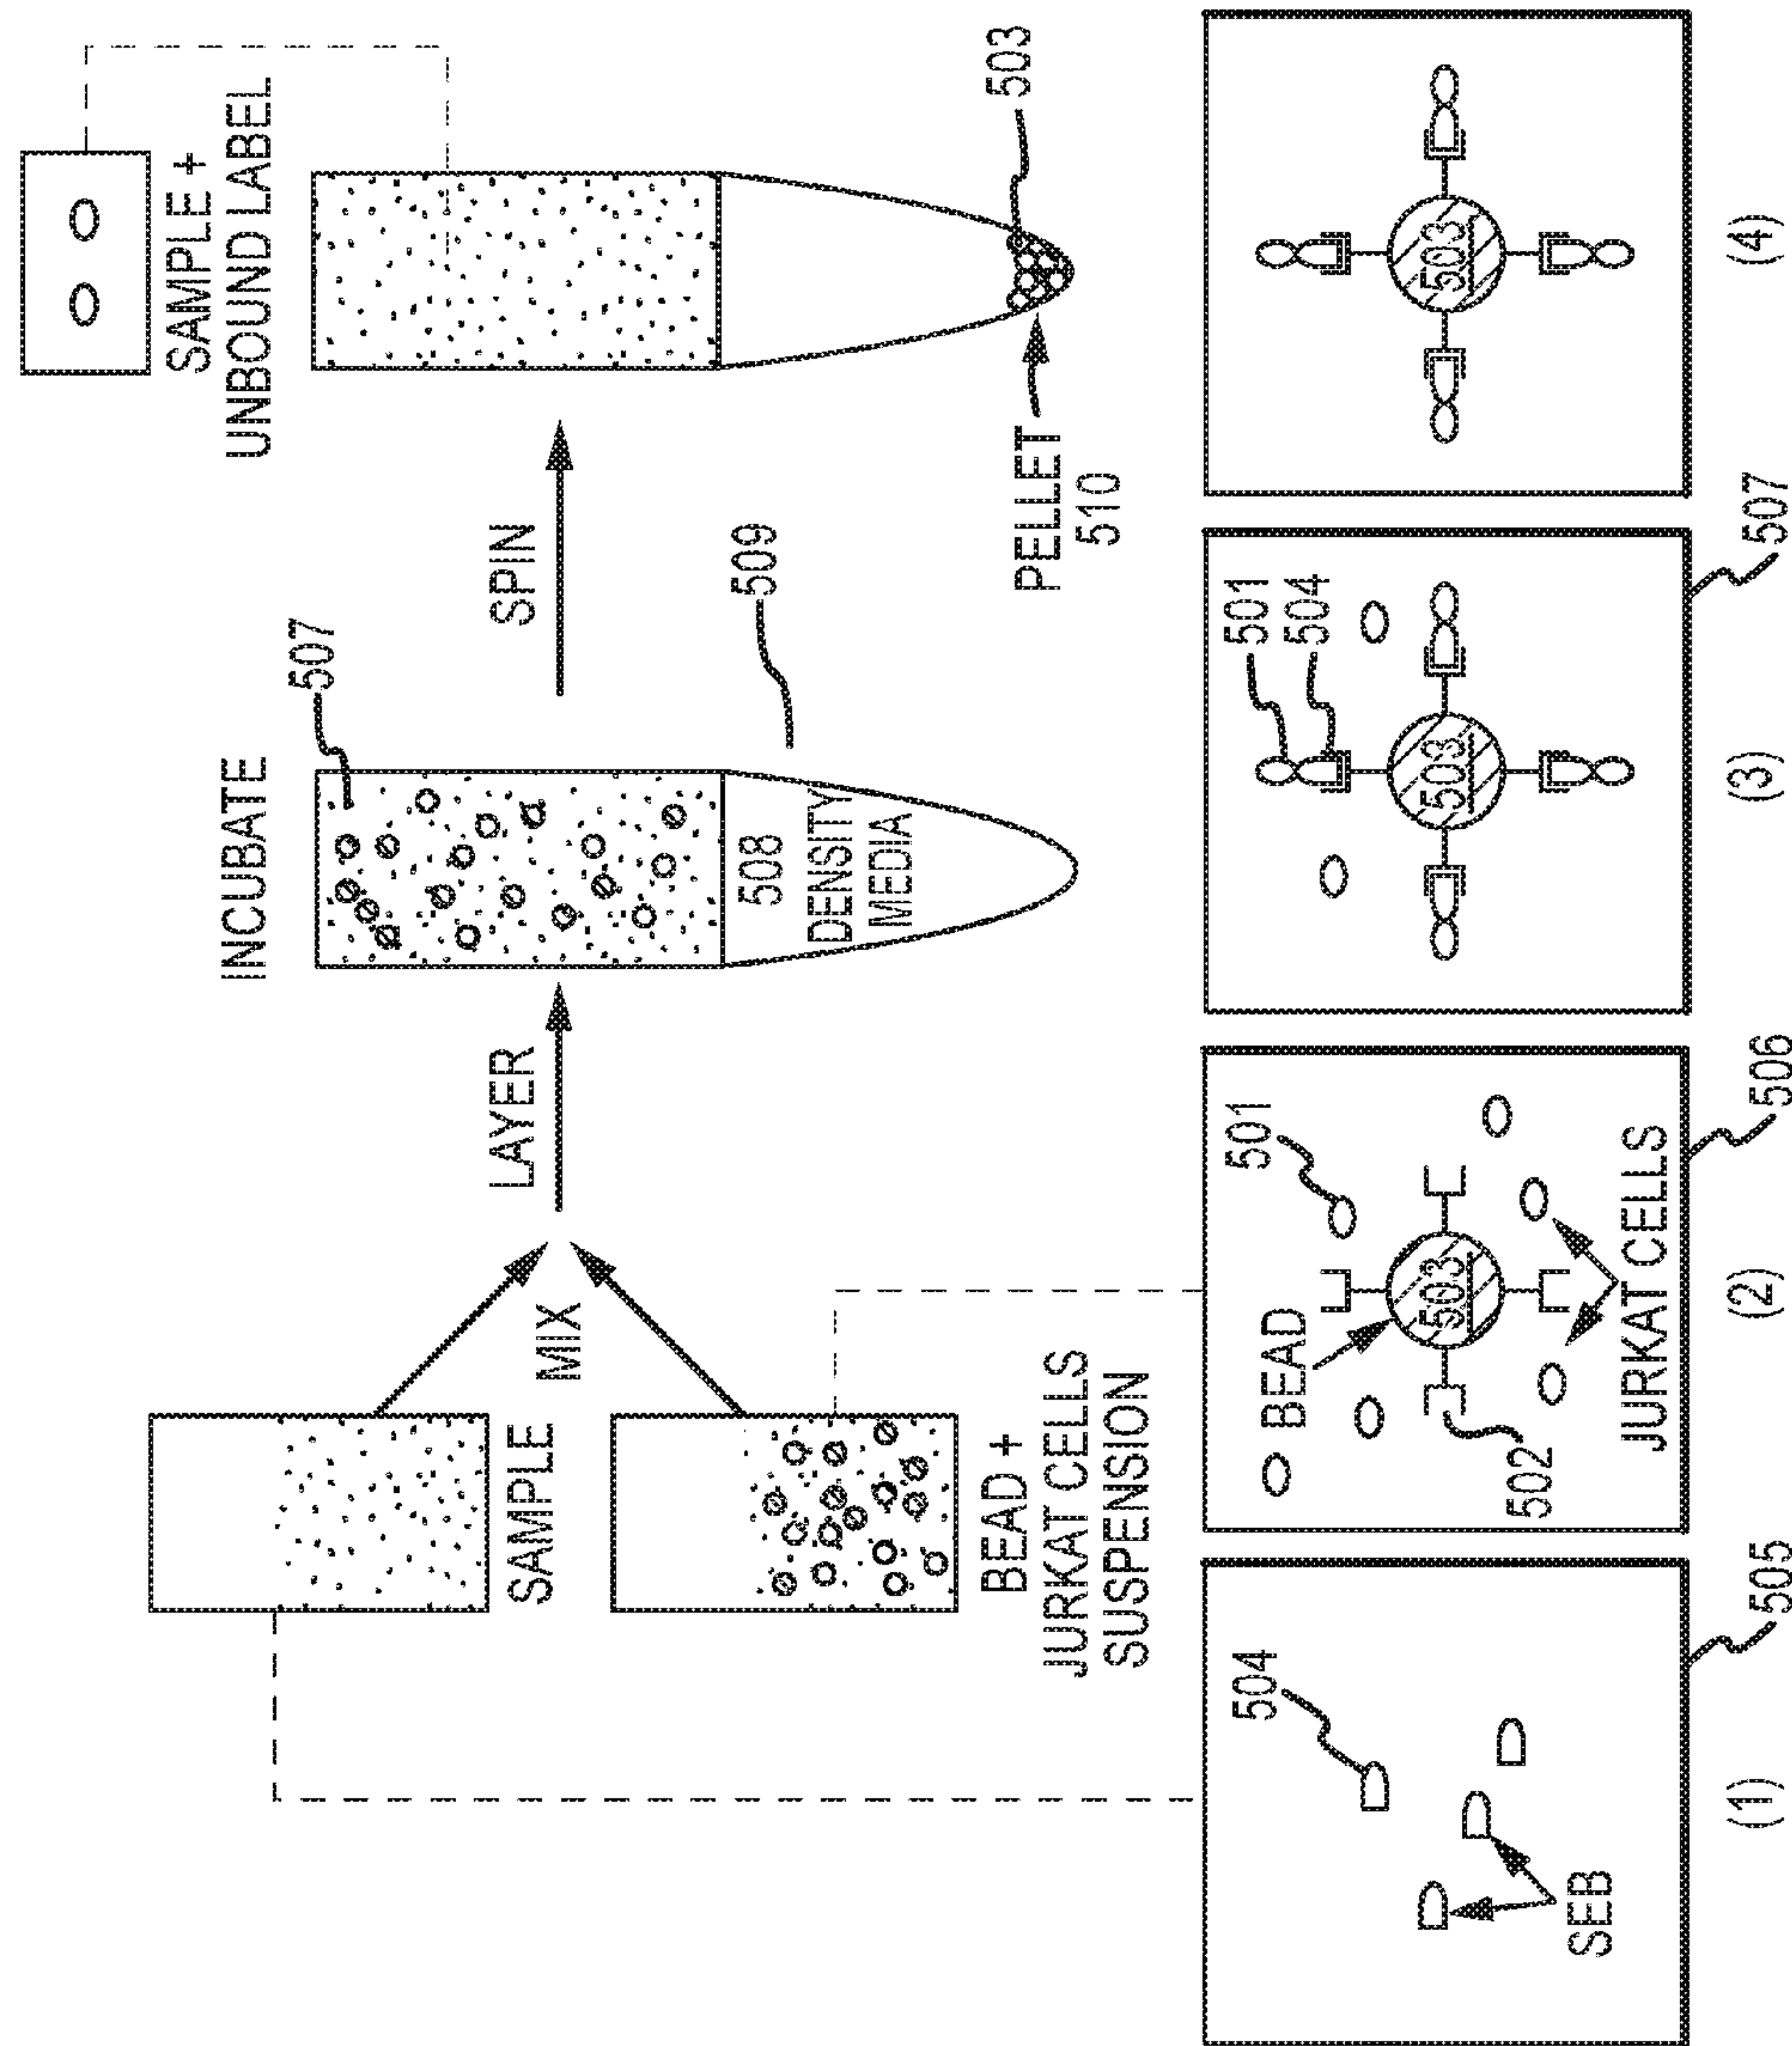 SAMPLE
BEAD +
JURKAT CELLS
SUSPENSION
MIX
LAYER
INCUBATE
507
508
DENSITY
MEDIA
509
SPIN
SAMPLE +
UNBOUND LABEL
503
PELLET
510
504
SEB
505
(1)
BEAD
501
503
502
JURKAT CELLS
506
(2)
501
504
503
507
(3)
503
(4)